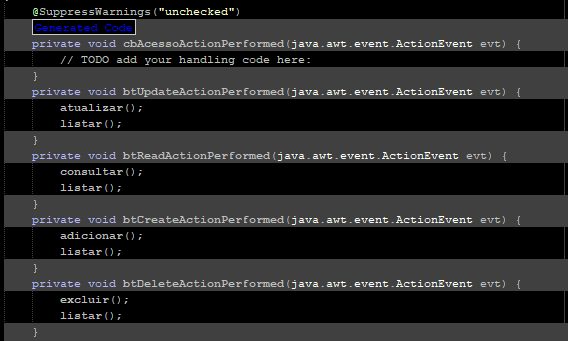 @SuppressWarnings("unchecked")
Generated Code
private void cbAcessoActionPerformed(java.awt.event.ActionEvent evt) {
// TODO add your handling code here:
}
private void btUpdateActionPerformed(java.awt.event.ActionEvent evt) {
atualizar();
listar();
}
private void btReadActionPerformed(java.awt.event.ActionEvent evt) {
consultar();
listar();
}
private void btCreateActionPerformed(java.awt.event.ActionEvent evt) {
adicionar();
listar();
}
private void btDeleteActionPerformed(java.awt.event.ActionEvent evt) {
excluir();
listar();
}